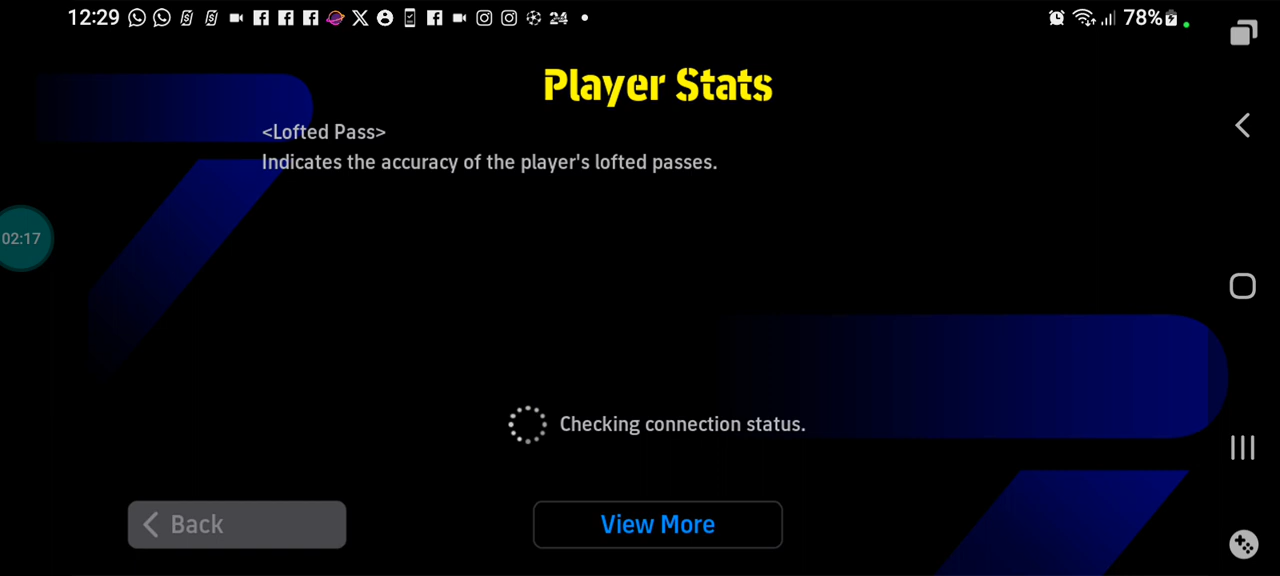 12:29
24
78%
Player Stats
<Lofted Pass>
Indicates the accuracy of the player's lofted passes.
02:17
Checking connection status.
Back
View More